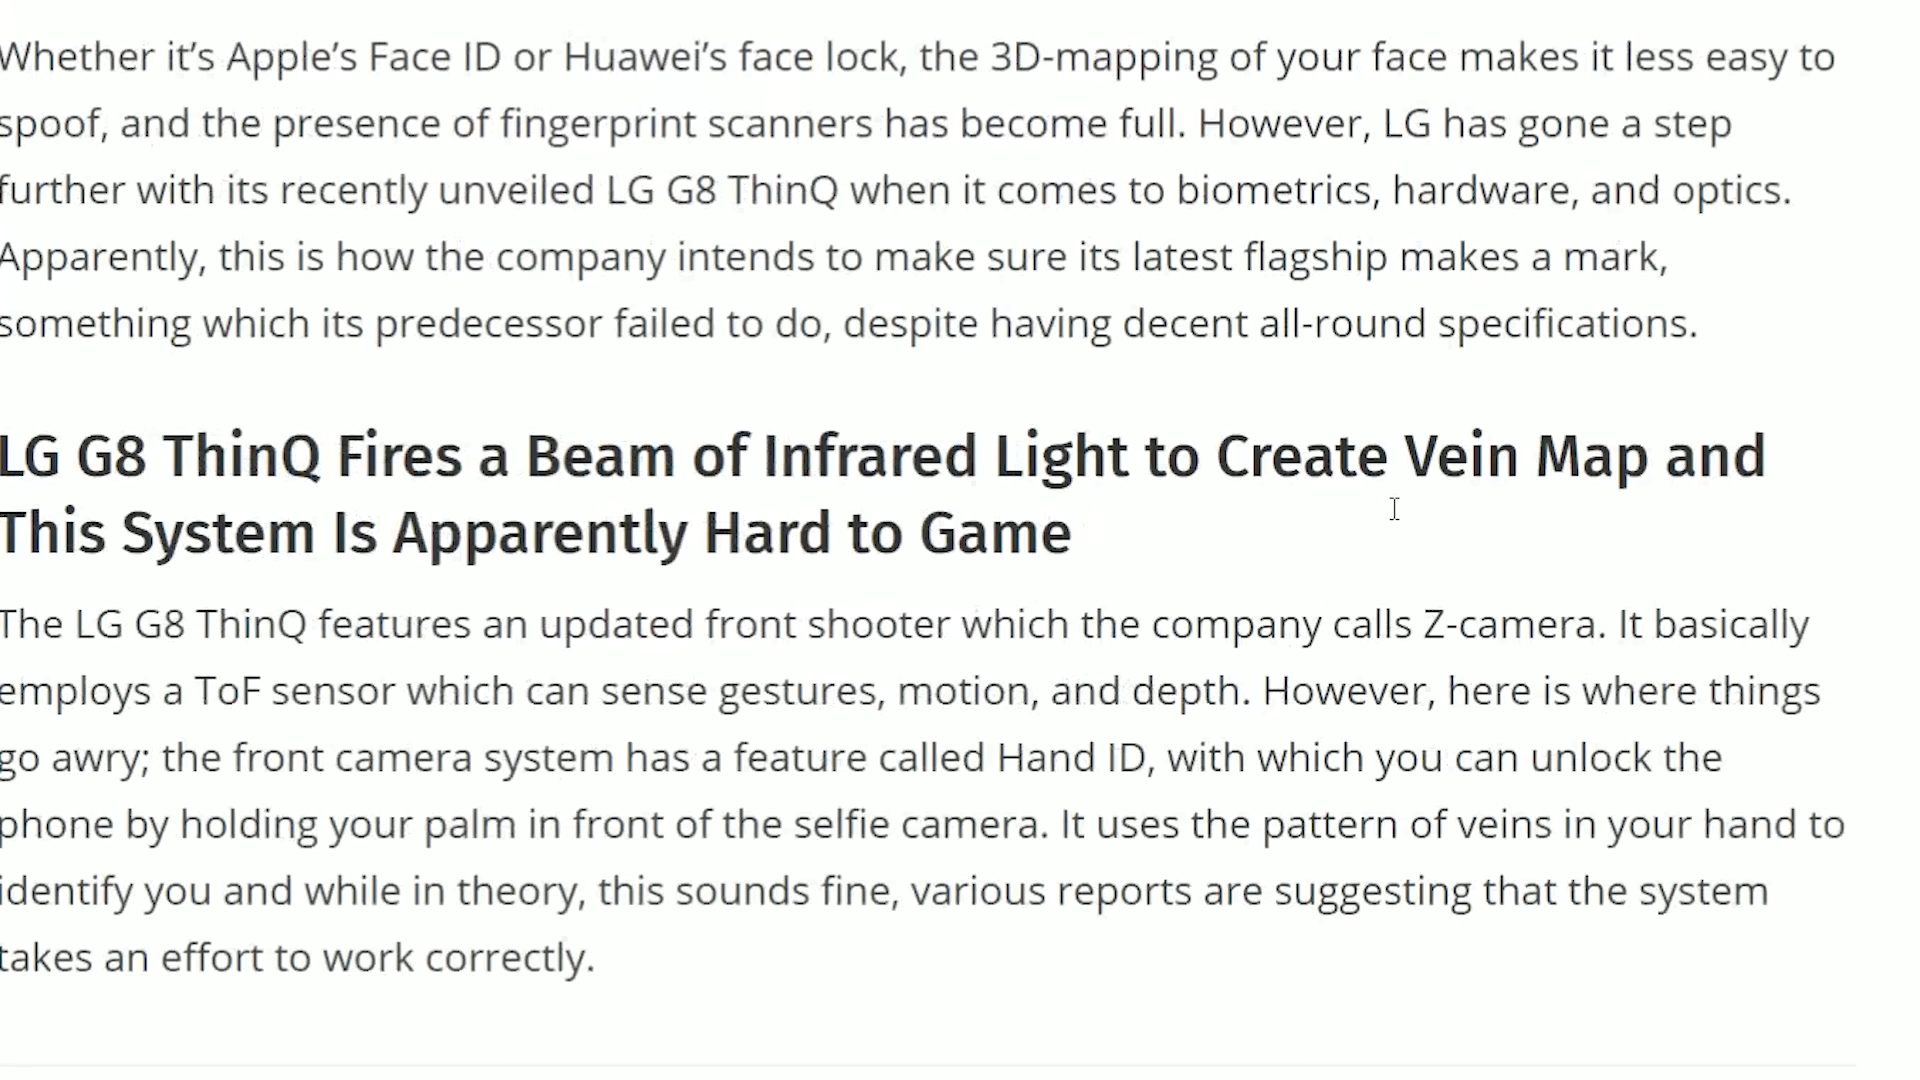 Whether it’s Apple’s Face ID or Huawei’s face lock, the 3D-mapping of your face makes it less easy to
spoof, and the presence of fingerprint scanners has become full. However, LG has gone a step
further with its recently unveiled LG G8 ThinQ when it comes to biometrics, hardware, and optics.
Apparently, this is how the company intends to make sure its latest flagship makes a mark,
something which its predecessor failed to do, despite having decent all-round specifications.
LG G8 ThinQ Fires a Beam of Infrared Light to Create Vein Map and
This System Is Apparently Hard to Game
The LG G8 ThinQ features an updated front shooter which the company calls Z-camera. It basically
employs a ToF sensor which can sense gestures, motion, and depth. However, here is where things
go awry; the front camera system has a feature called Hand ID, with which you can unlock the
phone by holding your palm in front of the selfie camera. It uses the pattern of veins in your hand to
identify you and while in theory, this sounds fine, various reports are suggesting that the system
takes an effort to work correctly.